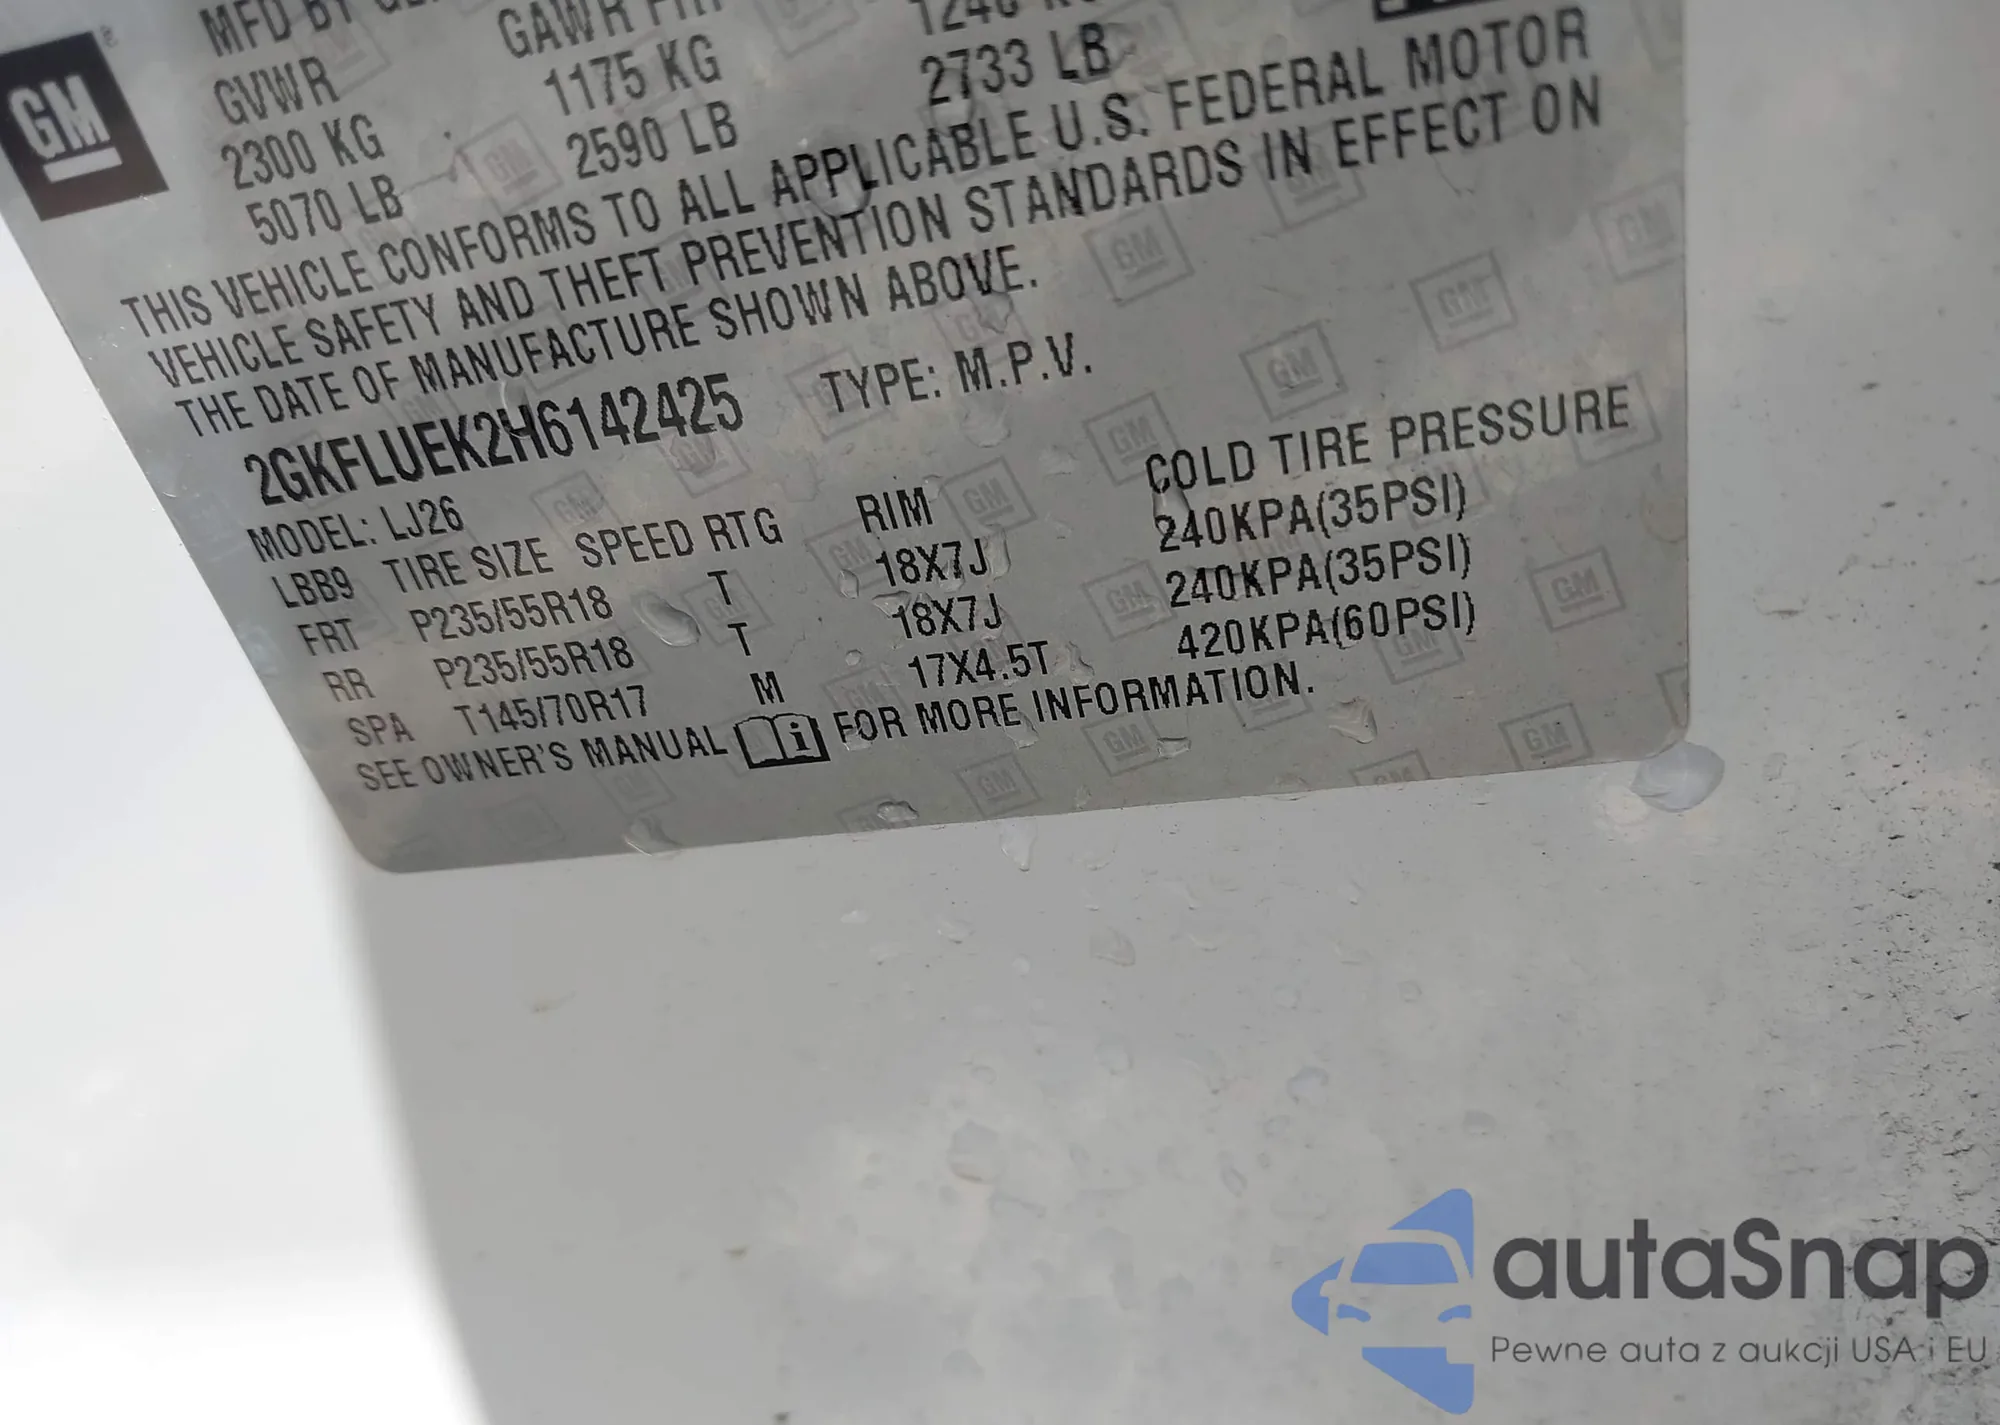 GM
MFD BY
GVWR GAWR
2300 KG 1175 KG
5070 LB 2590 LB 2733 LB
THIS VEHICLE CONFORMS TO ALL APPLICABLE U.S. FEDERAL MOTOR
VEHICLE SAFETY AND THEFT PREVENTION STANDARDS IN EFFECT ON
THE DATE OF MANUFACTURE SHOWN ABOVE.
2GKFLUEK2H6142425 TYPE: M.P.V.
MODEL: LJ26
LBB9 TIRE SIZE SPEED RTG RIM COLD TIRE PRESSURE
FRT P235/55R18 T 18X7J 240KPA(35PSI)
RR P235/55R18 T 18X7J 240KPA(35PSI)
SPA T145/70R17 M 17X4.5T 420KPA(60PSI)
SEE OWNER'S MANUAL i FOR MORE INFORMATION.
autaSnap
Pewne auta z aukcji USA i EU